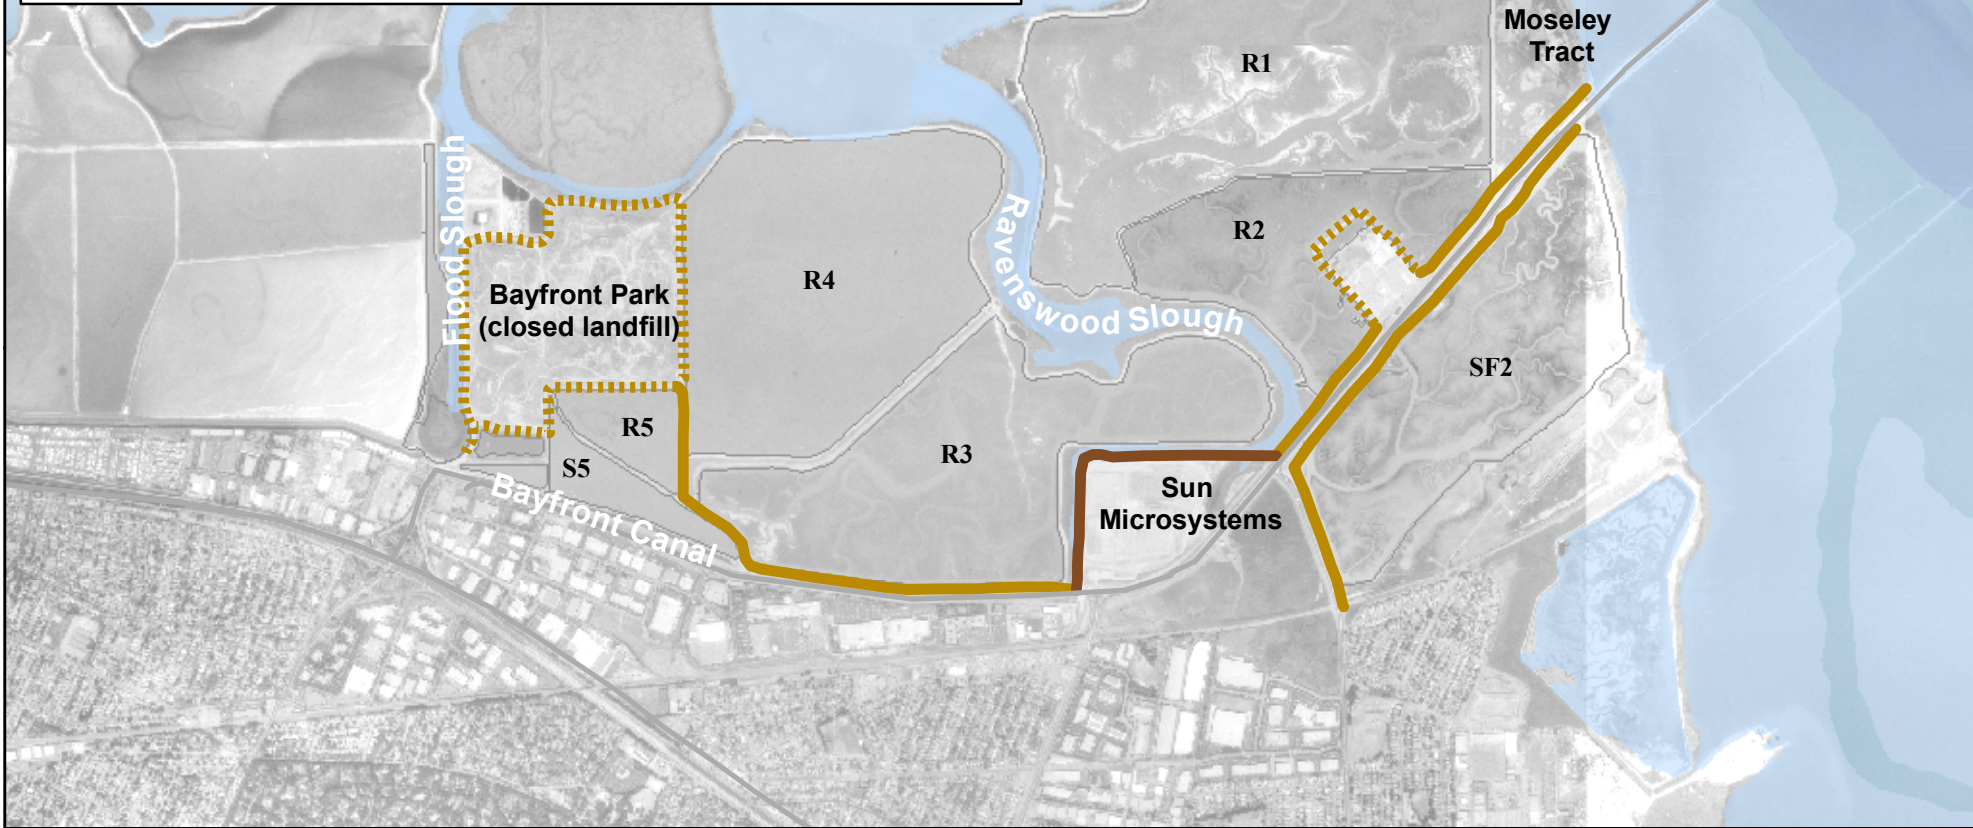 Moseley
Tract
R1
Flood Slough
Ravenswood Slough
R2
R4
Bayfront Park
(closed landfill)
SF2
R5
R3
S5
Sun
Microsystems
Bayfront Canal